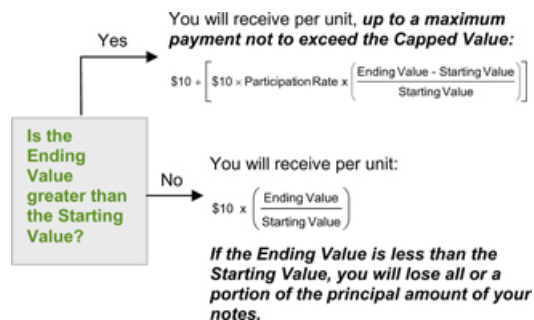 You will receive per unit, up to a maximum
payment not to exceed the Capped Value:
Yes
$10 + [ $10 × Participation Rate x ( Ending Value - Starting Value
Starting Value ) ]
Is the
Ending
Value
greater than
the Starting
Value?
No
You will receive per unit:
$10 x ( Ending Value
Starting Value )
If the Ending Value is less than the
Starting Value, you will lose all or a
portion of the principal amount of your
notes.